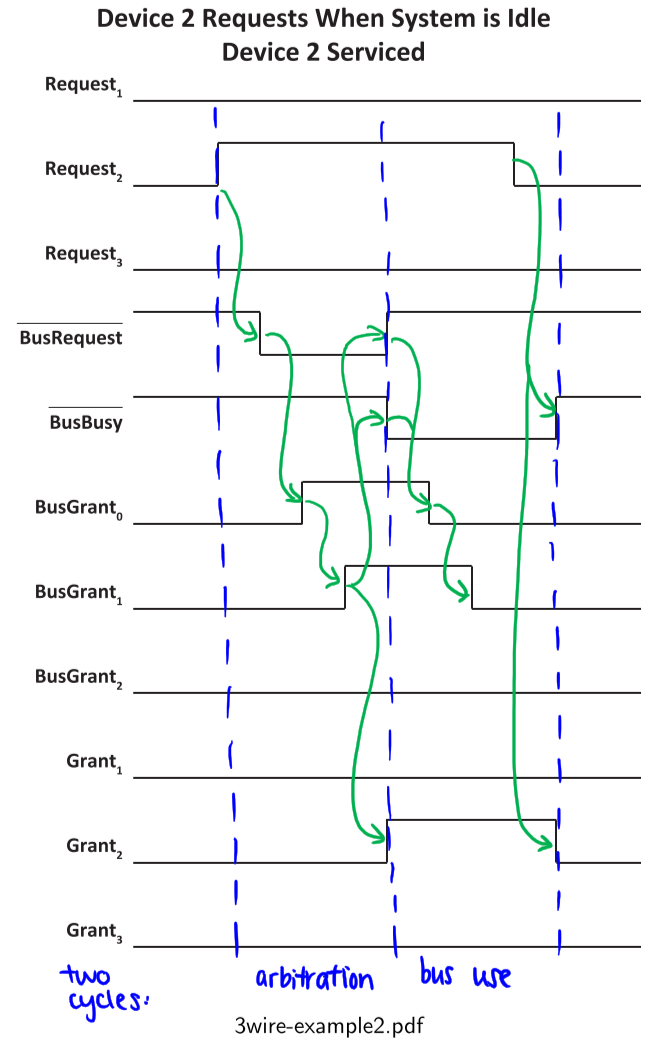 Device 2 Requests When System is Idle
Device 2 Serviced
Request₁
Request₂
Request₃
BusRequest
BusBusy
BusGrant₀
BusGrant₁
BusGrant₂
Grant₁
Grant₂
Grant₃
two cycles:
arbitration
bus use
3wire-example2.pdf